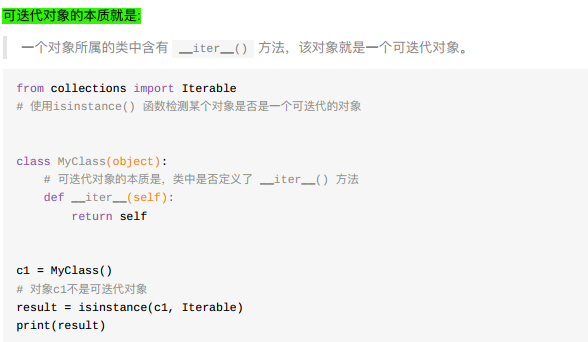 可迭代对象的本质就是:
一个对象所属的类中含有 __iter__() 方法，该对象就是一个可迭代对象。
from collections import Iterable
# 使用isinstance() 函数检测某个对象是否是一个可迭代的对象
class MyClass(object):
# 可迭代对象的本质是，类中是否定义了 __iter__() 方法
def __iter__(self):
return self
c1 = MyClass()
# 对象c1不是可迭代对象
result = isinstance(c1, Iterable)
print(result)